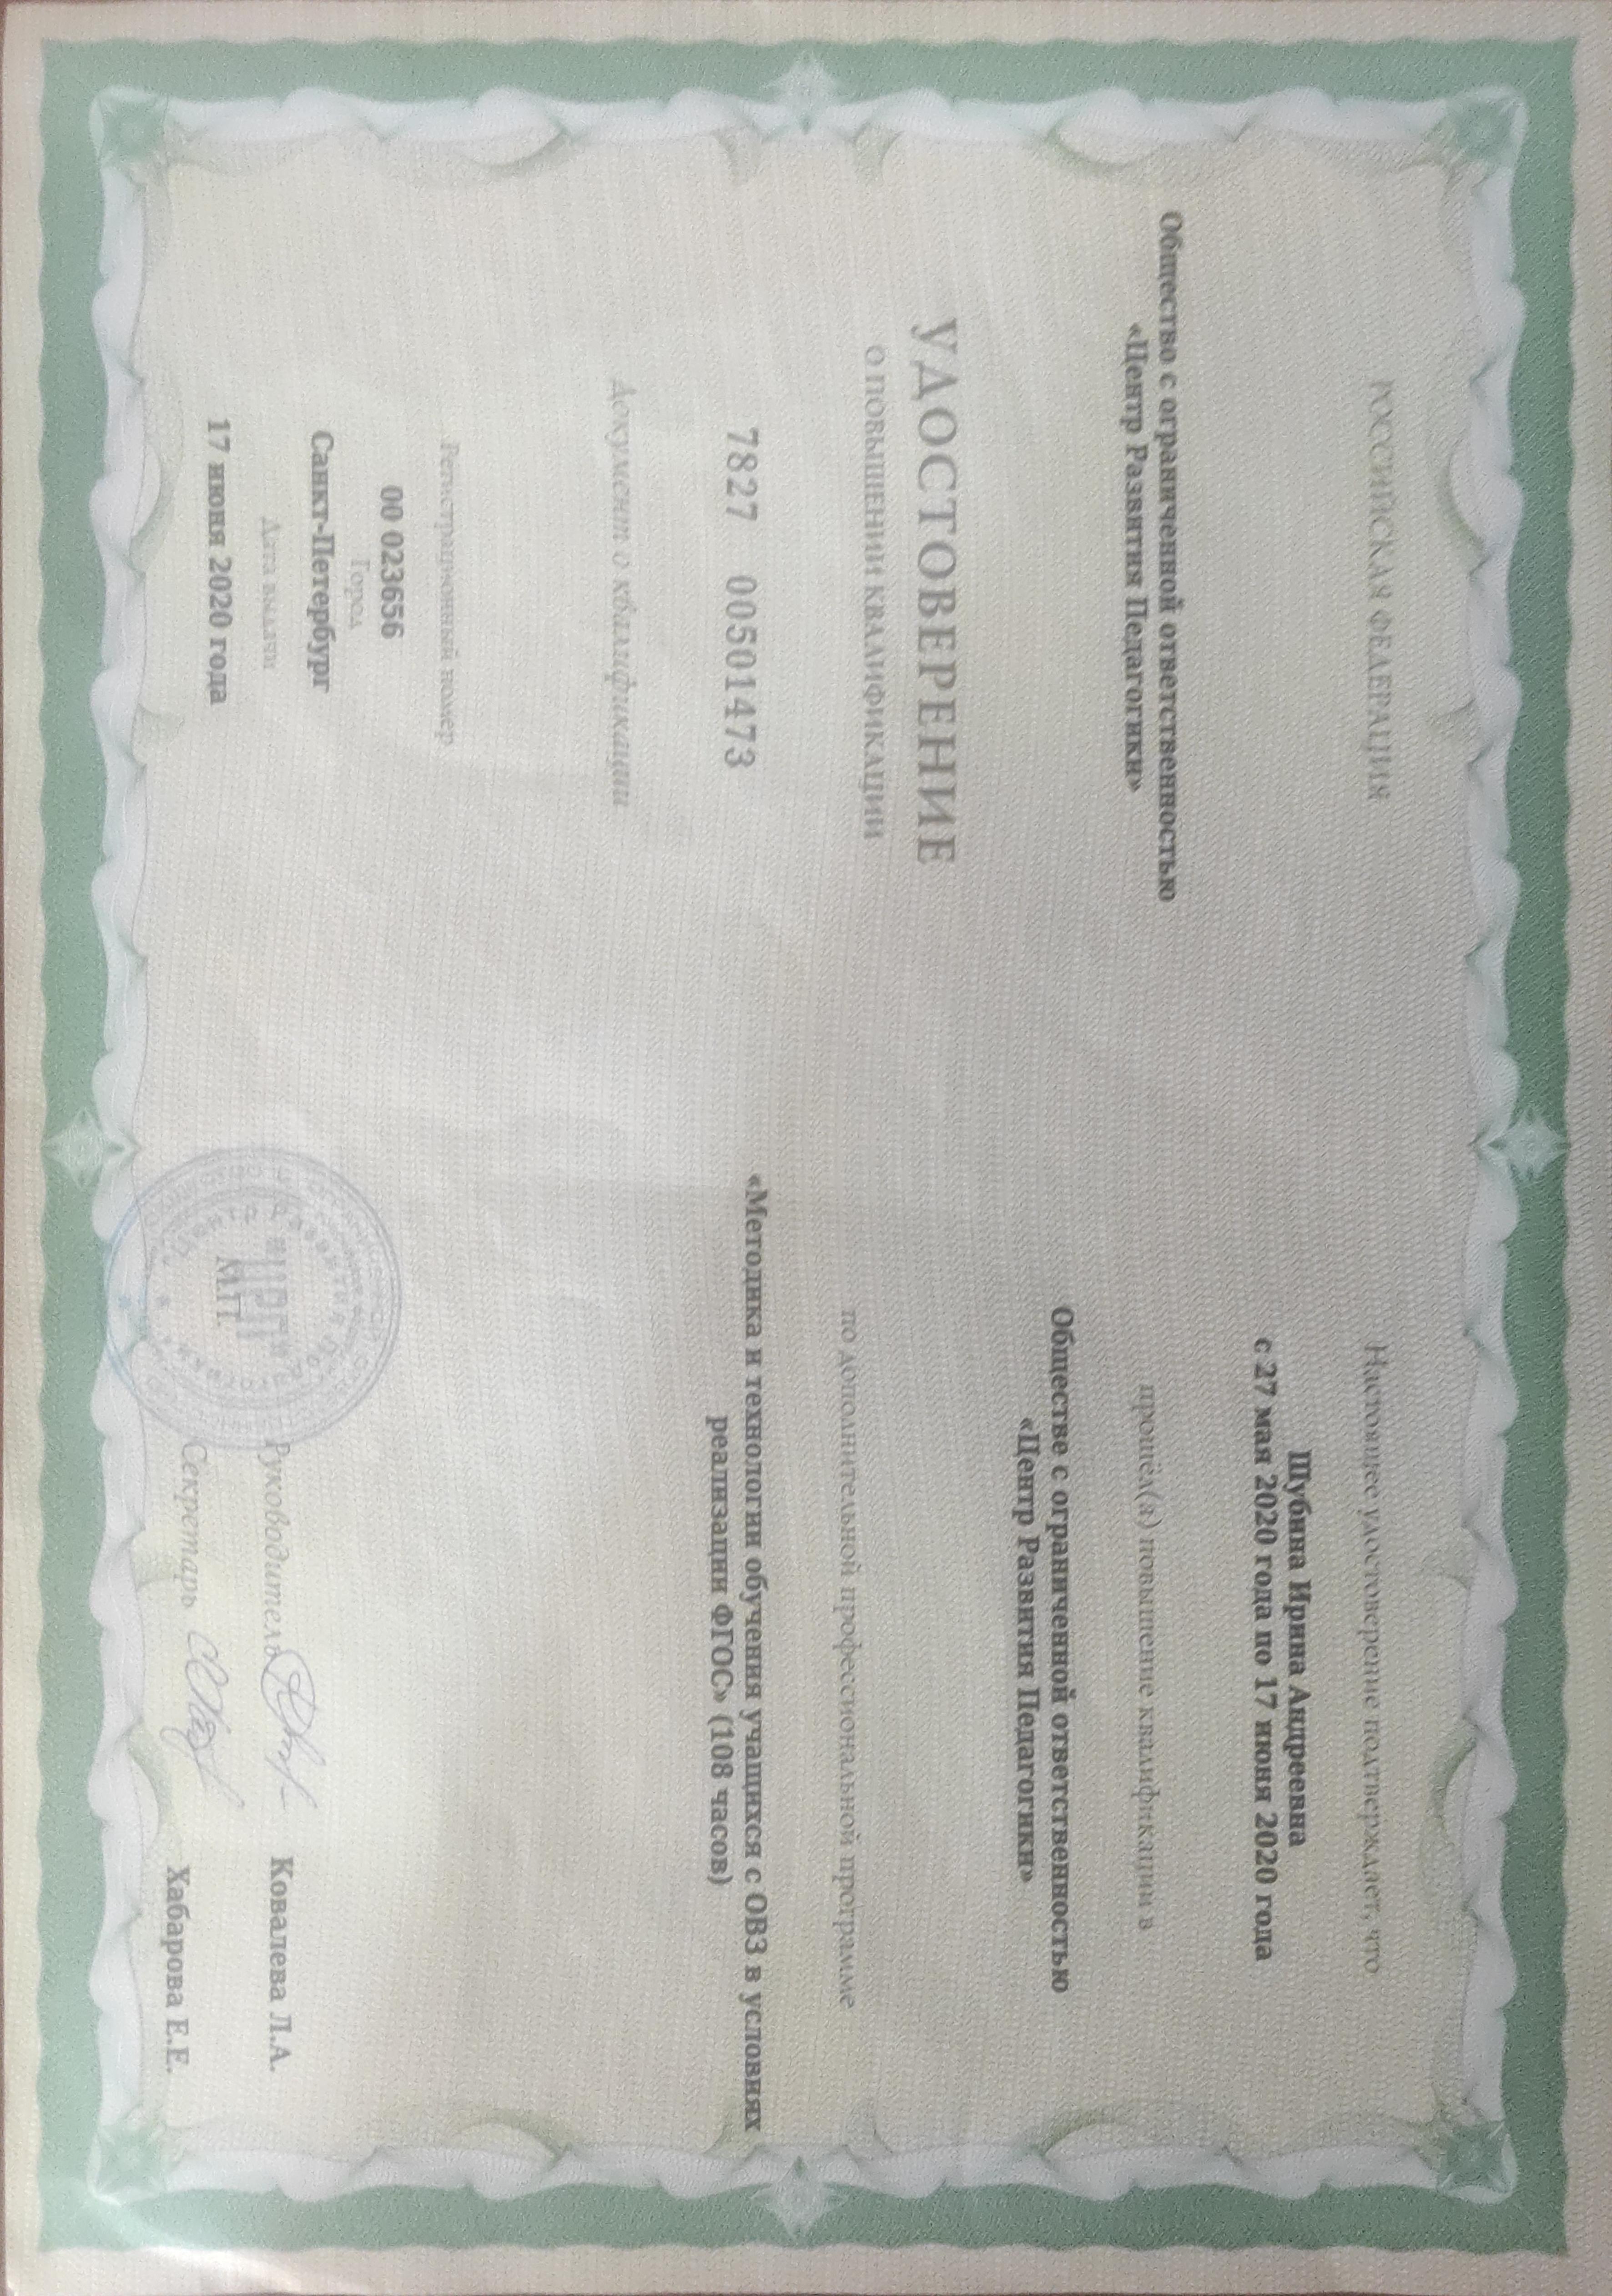 РОССИЙСКАЯ ФЕДЕРАЦИЯ
Общество с ограниченной ответственностью
«Центр Развития Педагогики»
УДОСТОВЕРЕНИЕ
О ПОВЫШЕНИИ КВАЛИФИКАЦИИ
7827 00501473
Документ о квалификации
Регистрационный номер
00 023656
Город
Санкт-Петербург
Дата выдачи
17 июня 2020 года
Настоящее удостоверение подтверждает, что
Шубина Ирина Андреевна
с 27 мая 2020 года по 17 июня 2020 года
прошёл(а) повышение квалификации в
Обществе с ограниченной ответственностью
«Центр Развития Педагогики»
по дополнительной профессиональной программе
«Методика и технологии обучения учащихся с ОВЗ в условиях
реализации ФГОС» (108 часов)
М.П.
Руководитель Ковалева Л.А.
Секретарь Хабарова Е.Е.